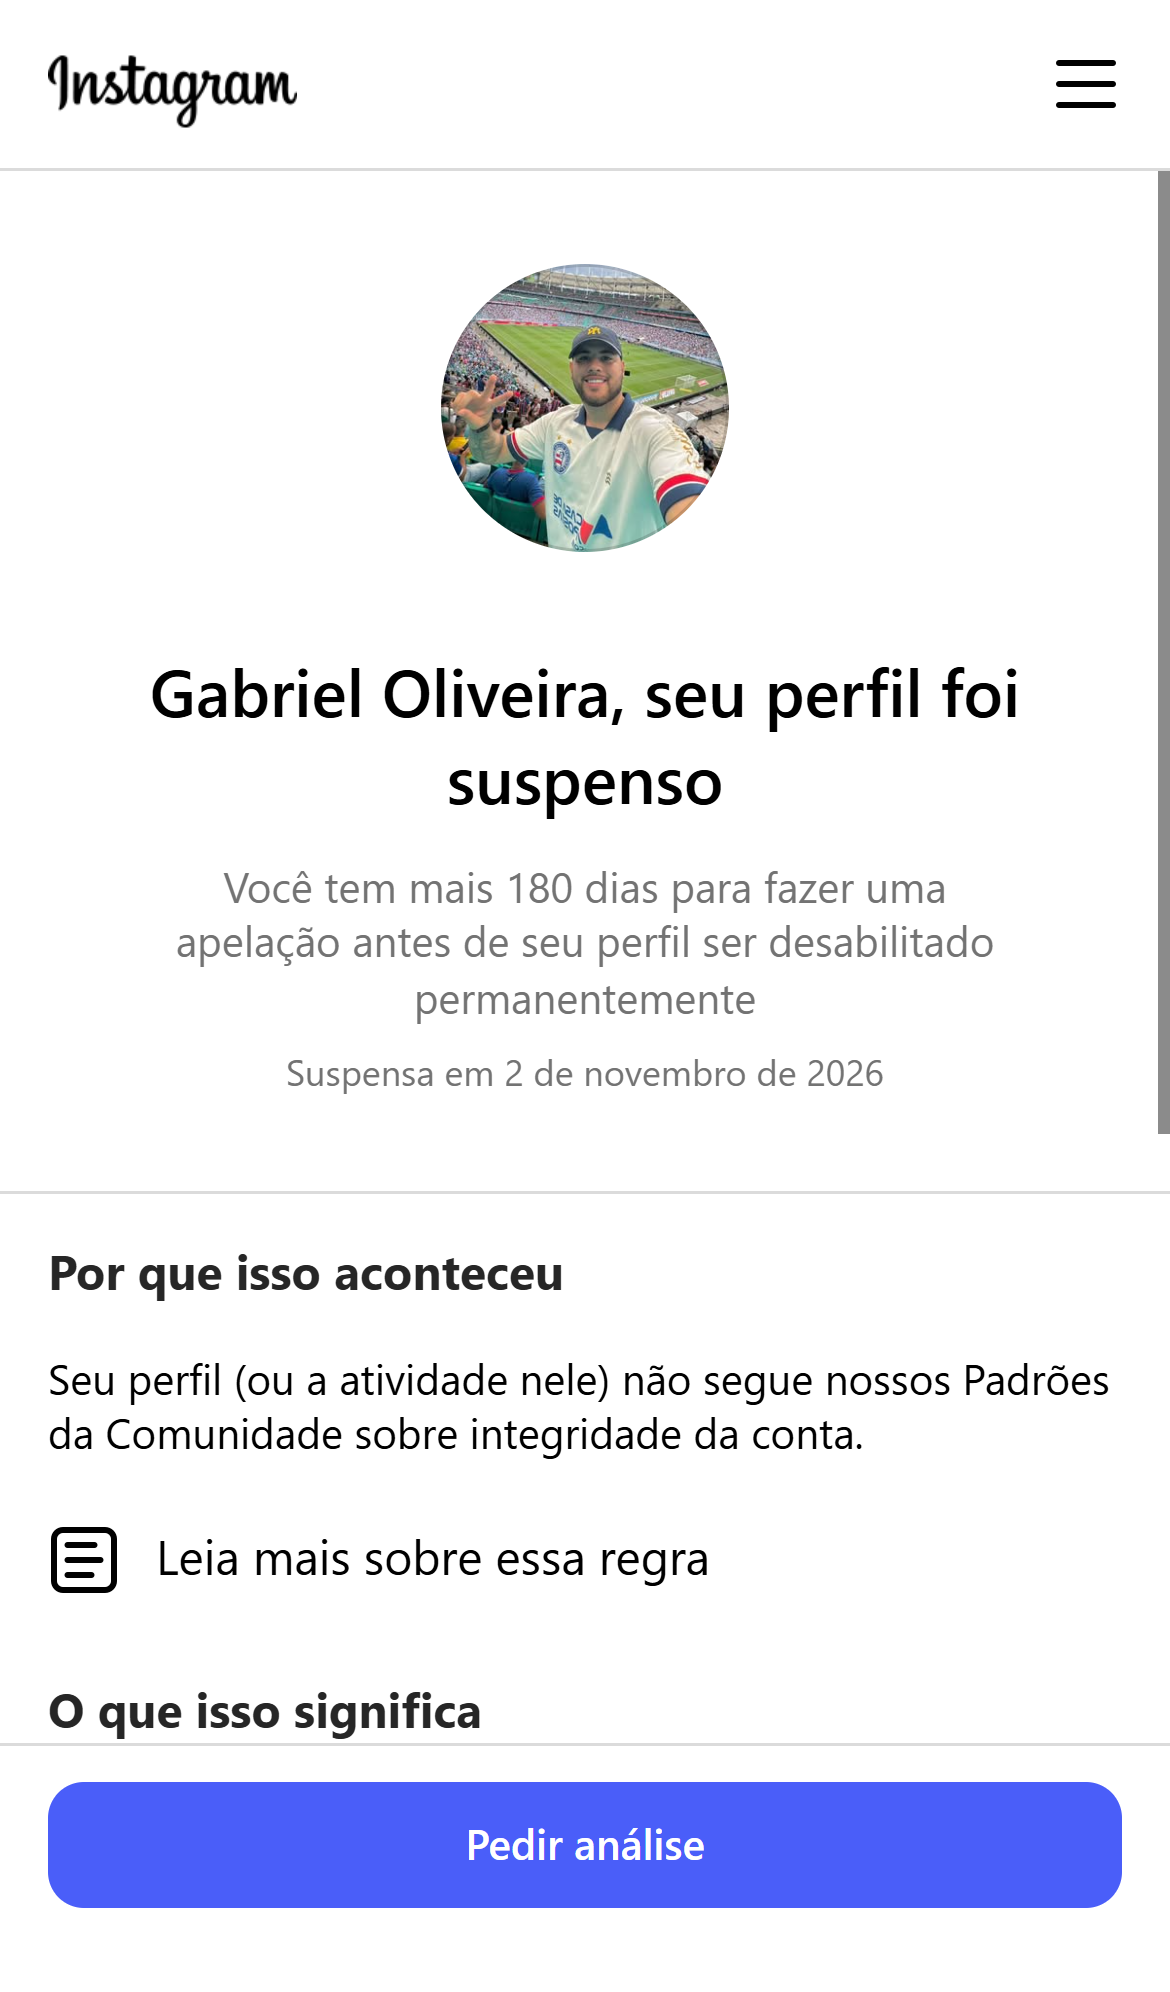 Instagram
Gabriel Oliveira, seu perfil foi
suspenso
Você tem mais 180 dias para fazer uma
apelação antes de seu perfil ser desabilitado
permanentemente
Suspensa em 2 de novembro de 2026
Por que isso aconteceu
Seu perfil (ou a atividade nele) não segue nossos Padrões
da Comunidade sobre integridade da conta.
Leia mais sobre essa regra
O que isso significa
Pedir análise